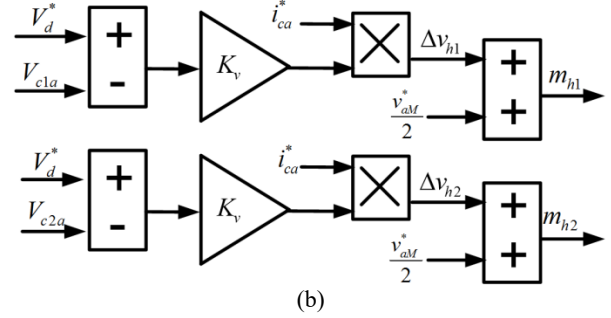 V_d^* + - V_{c1a} K_v i_{ca}^* × Δv_{h1} v_{aM}^*/2 + + m_{h1}
V_d^* + - V_{c2a} K_v i_{ca}^* × Δv_{h2} v_{aM}^*/2 + + m_{h2}
(b)